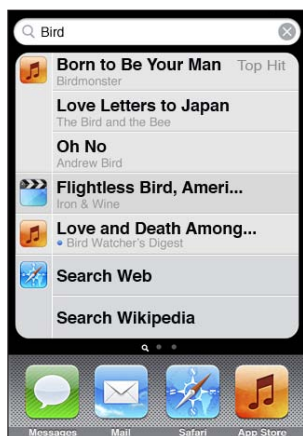 Bird
Born to Be Your Man Top Hit
Birdmonster
Love Letters to Japan
The Bird and the Bee
Oh No
Andrew Bird
Flightless Bird, Ameri...
Iron & Wine
Love and Death Among...
Bird Watcher's Digest
Search Web
Search Wikipedia
Messages Mail Safari App Store